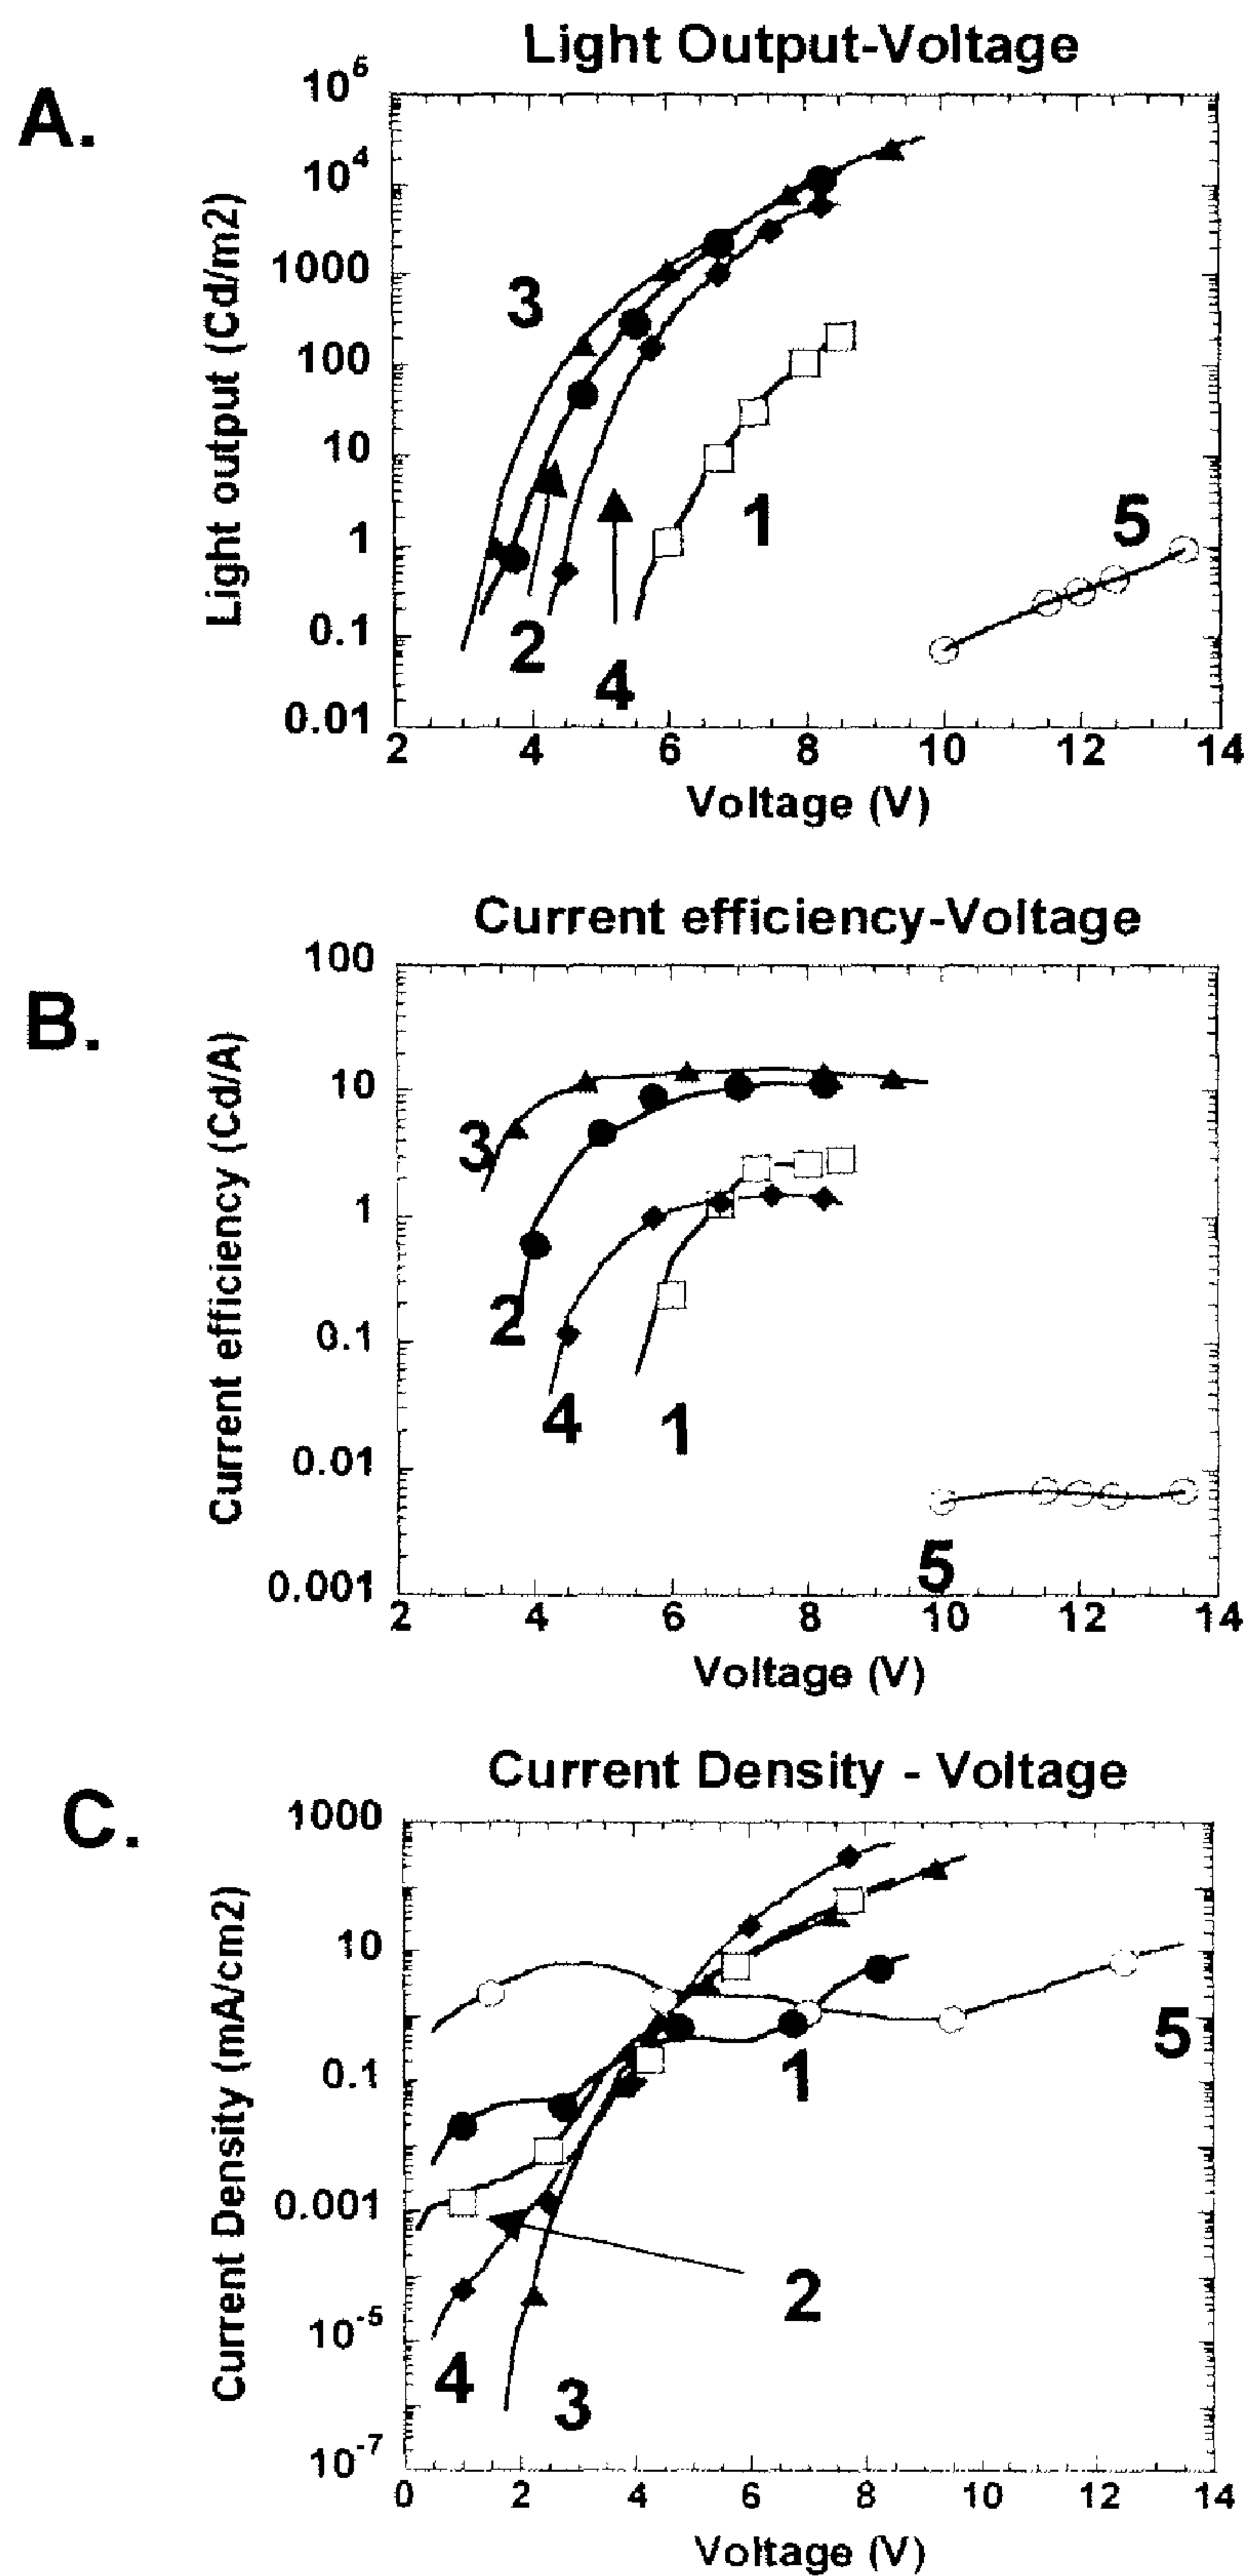 A.
Light Output-Voltage
10⁶
10⁴
1000
100
10
1
0.1
0.01
Light output (Cd/m2)
3
2
4
1
5
2 4 6 8 10 12 14
Voltage (V)
B.
Current efficiency-Voltage
100
10
1
0.1
0.01
0.001
Current efficiency (Cd/A)
3
2
4
1
5
2 4 6 8 10 12 14
Voltage (V)
C.
Current Density - Voltage
1000
10
0.1
0.001
10⁻⁵
10⁻⁷
Current Density (mA/cm2)
1
5
2
4
3
0 2 4 6 8 10 12 14
Voltage (V)